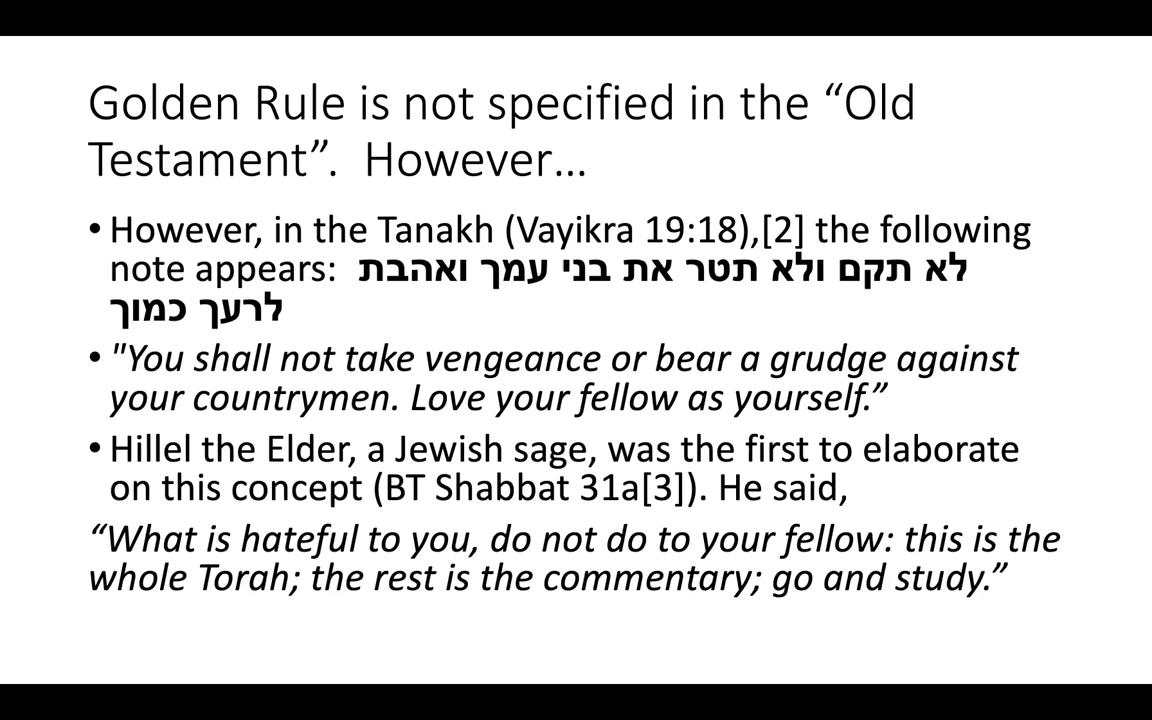 Golden Rule is not specified in the “Old
Testament”.  However…
• However, in the Tanakh (Vayikra 19:18),[2] the following
note appears:  לא תקם ולא תטר את בני עמך ואהבת
לרעך כמוך
• "You shall not take vengeance or bear a grudge against
your countrymen. Love your fellow as yourself.”
• Hillel the Elder, a Jewish sage, was the first to elaborate
on this concept (BT Shabbat 31a[3]). He said,
“What is hateful to you, do not do to your fellow: this is the
whole Torah; the rest is the commentary; go and study.”